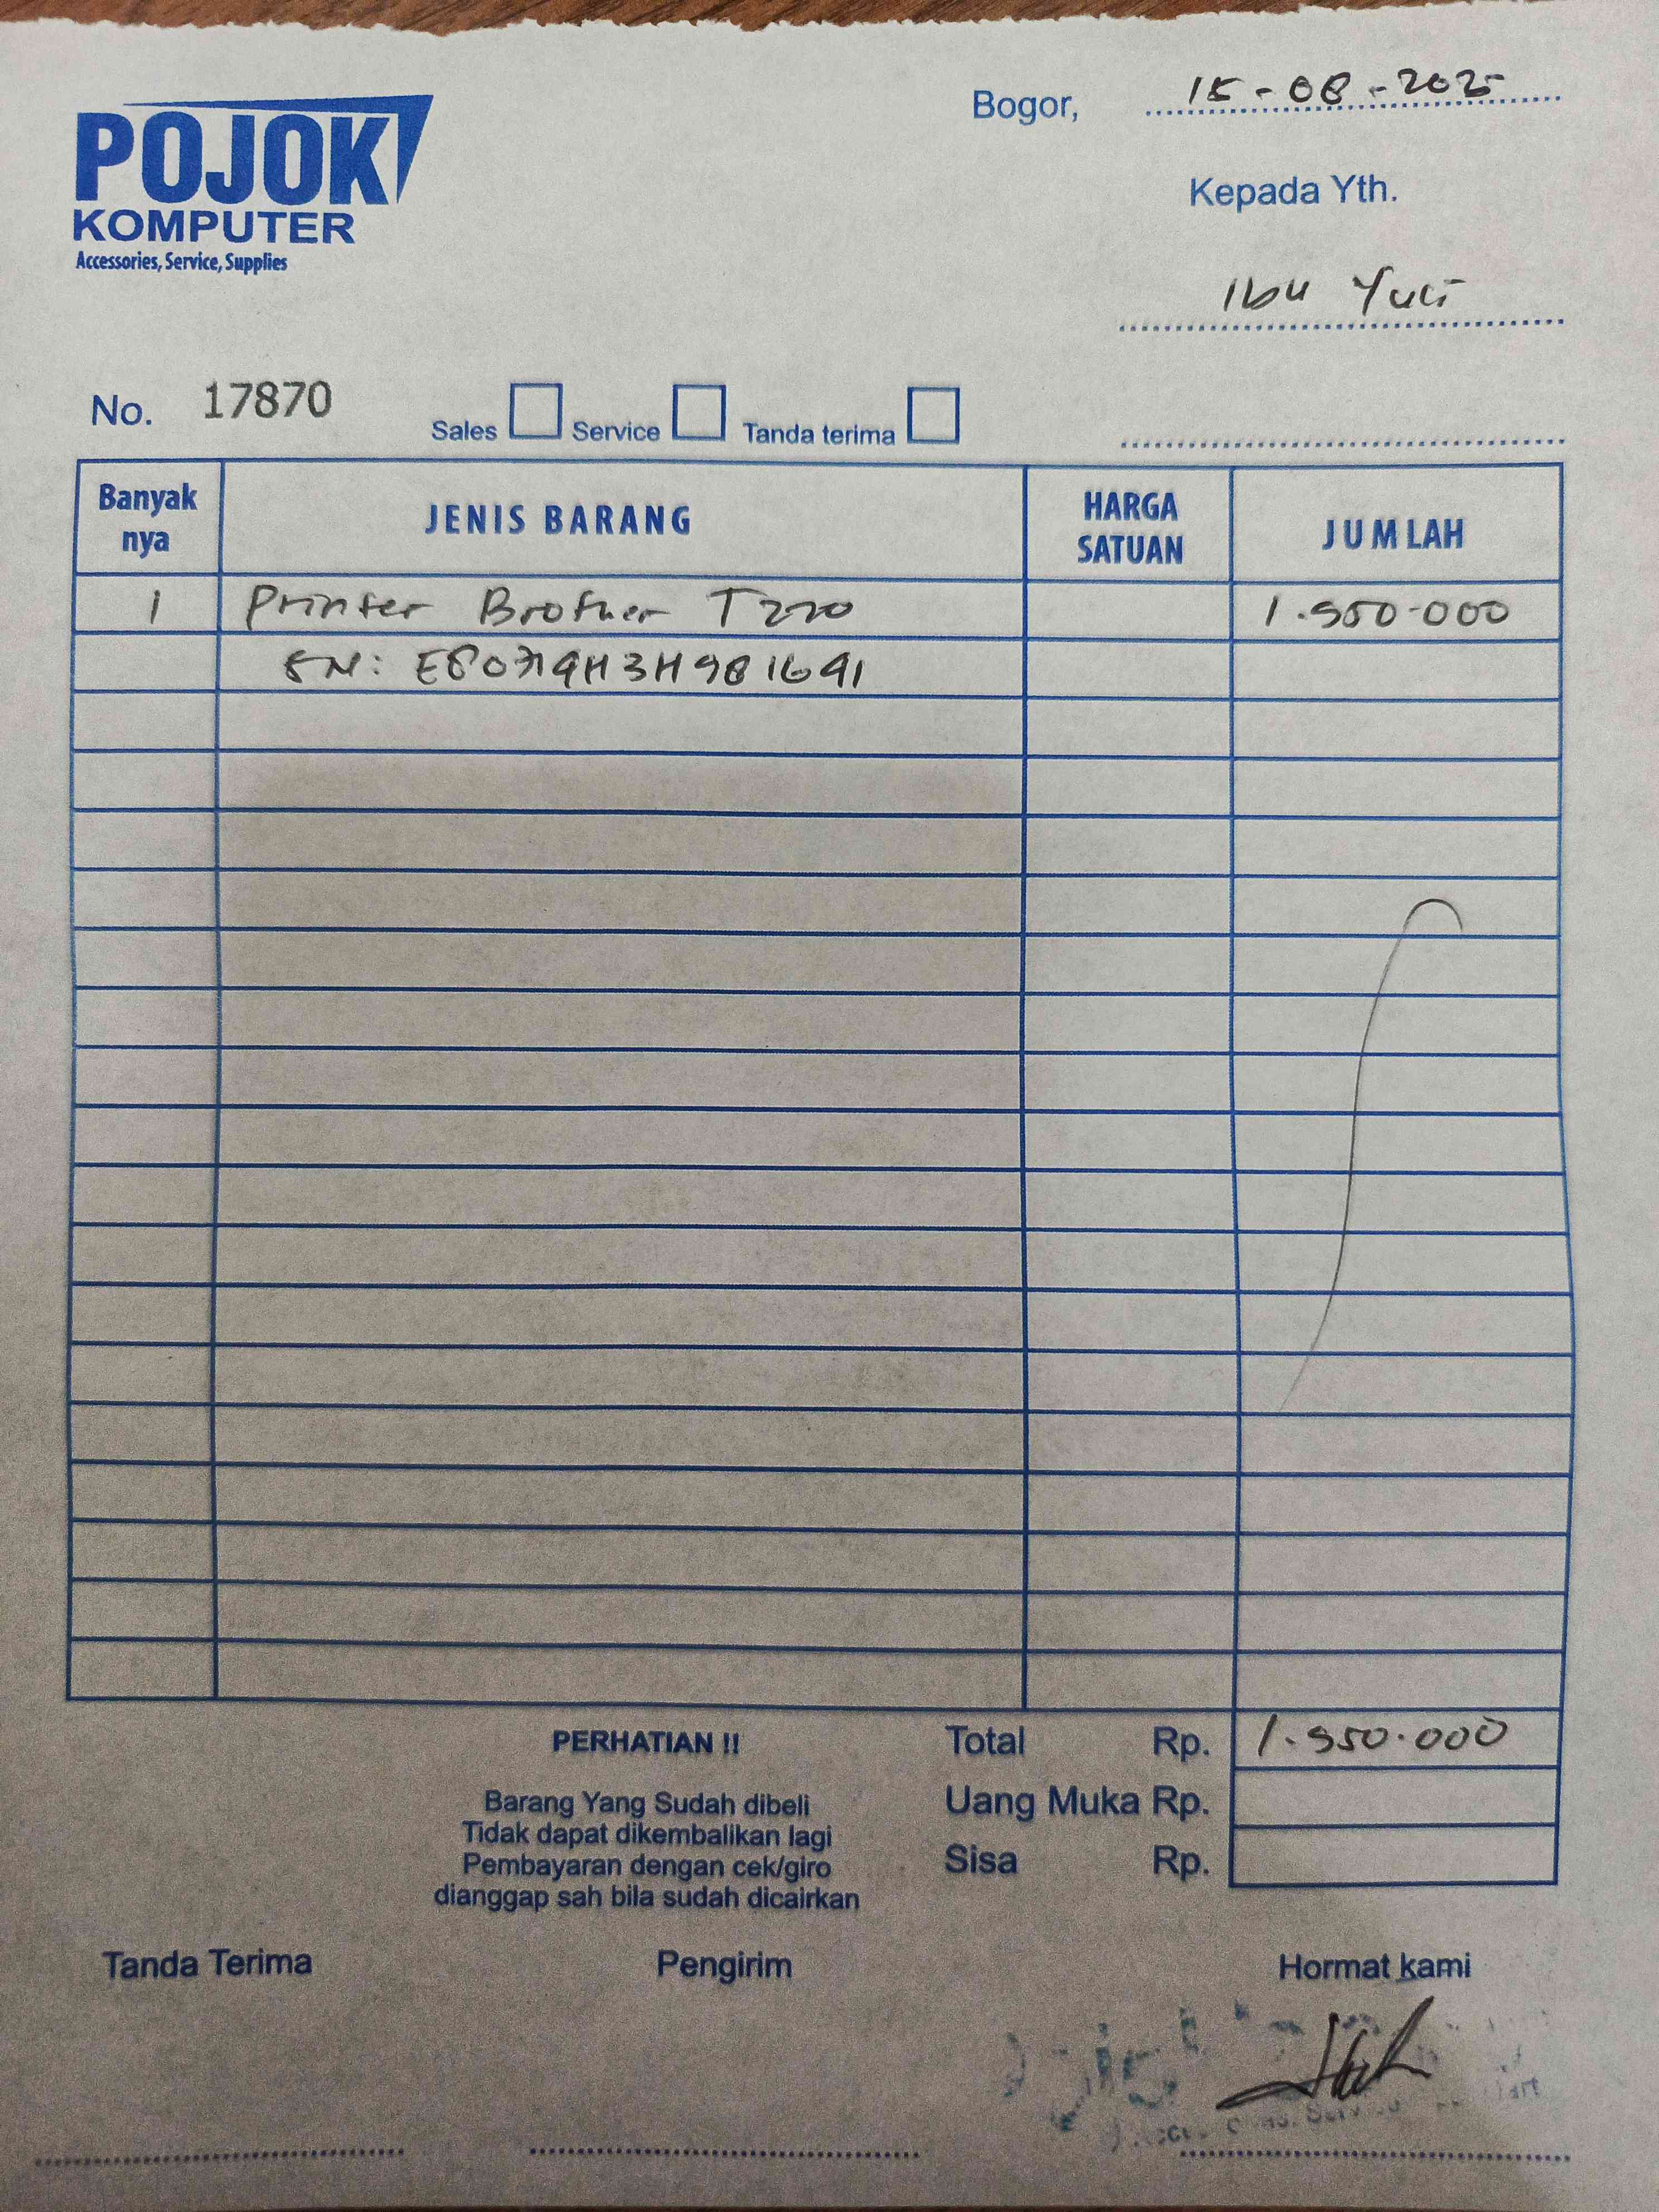 POJOK
KOMPUTER
Accessories, Service, Supplies
Bogor, 15-08-2025
Kepada Yth.
Ibu Yuli
No. 17870 Sales Service Tanda terima
Banyak nya JENIS BARANG HARGA SATUAN JUMLAH
1 Printer Brother T220 1.950.000
SN:
PERHATIAN !!
Barang Yang Sudah dibeli
Tidak dapat dikembalikan lagi
Pembayaran dengan cek/giro
dianggap sah bila sudah dicairkan
Total Rp. 1.950.000
Uang Muka Rp.
Sisa Rp.
Tanda Terima Pengirim Hormat kami